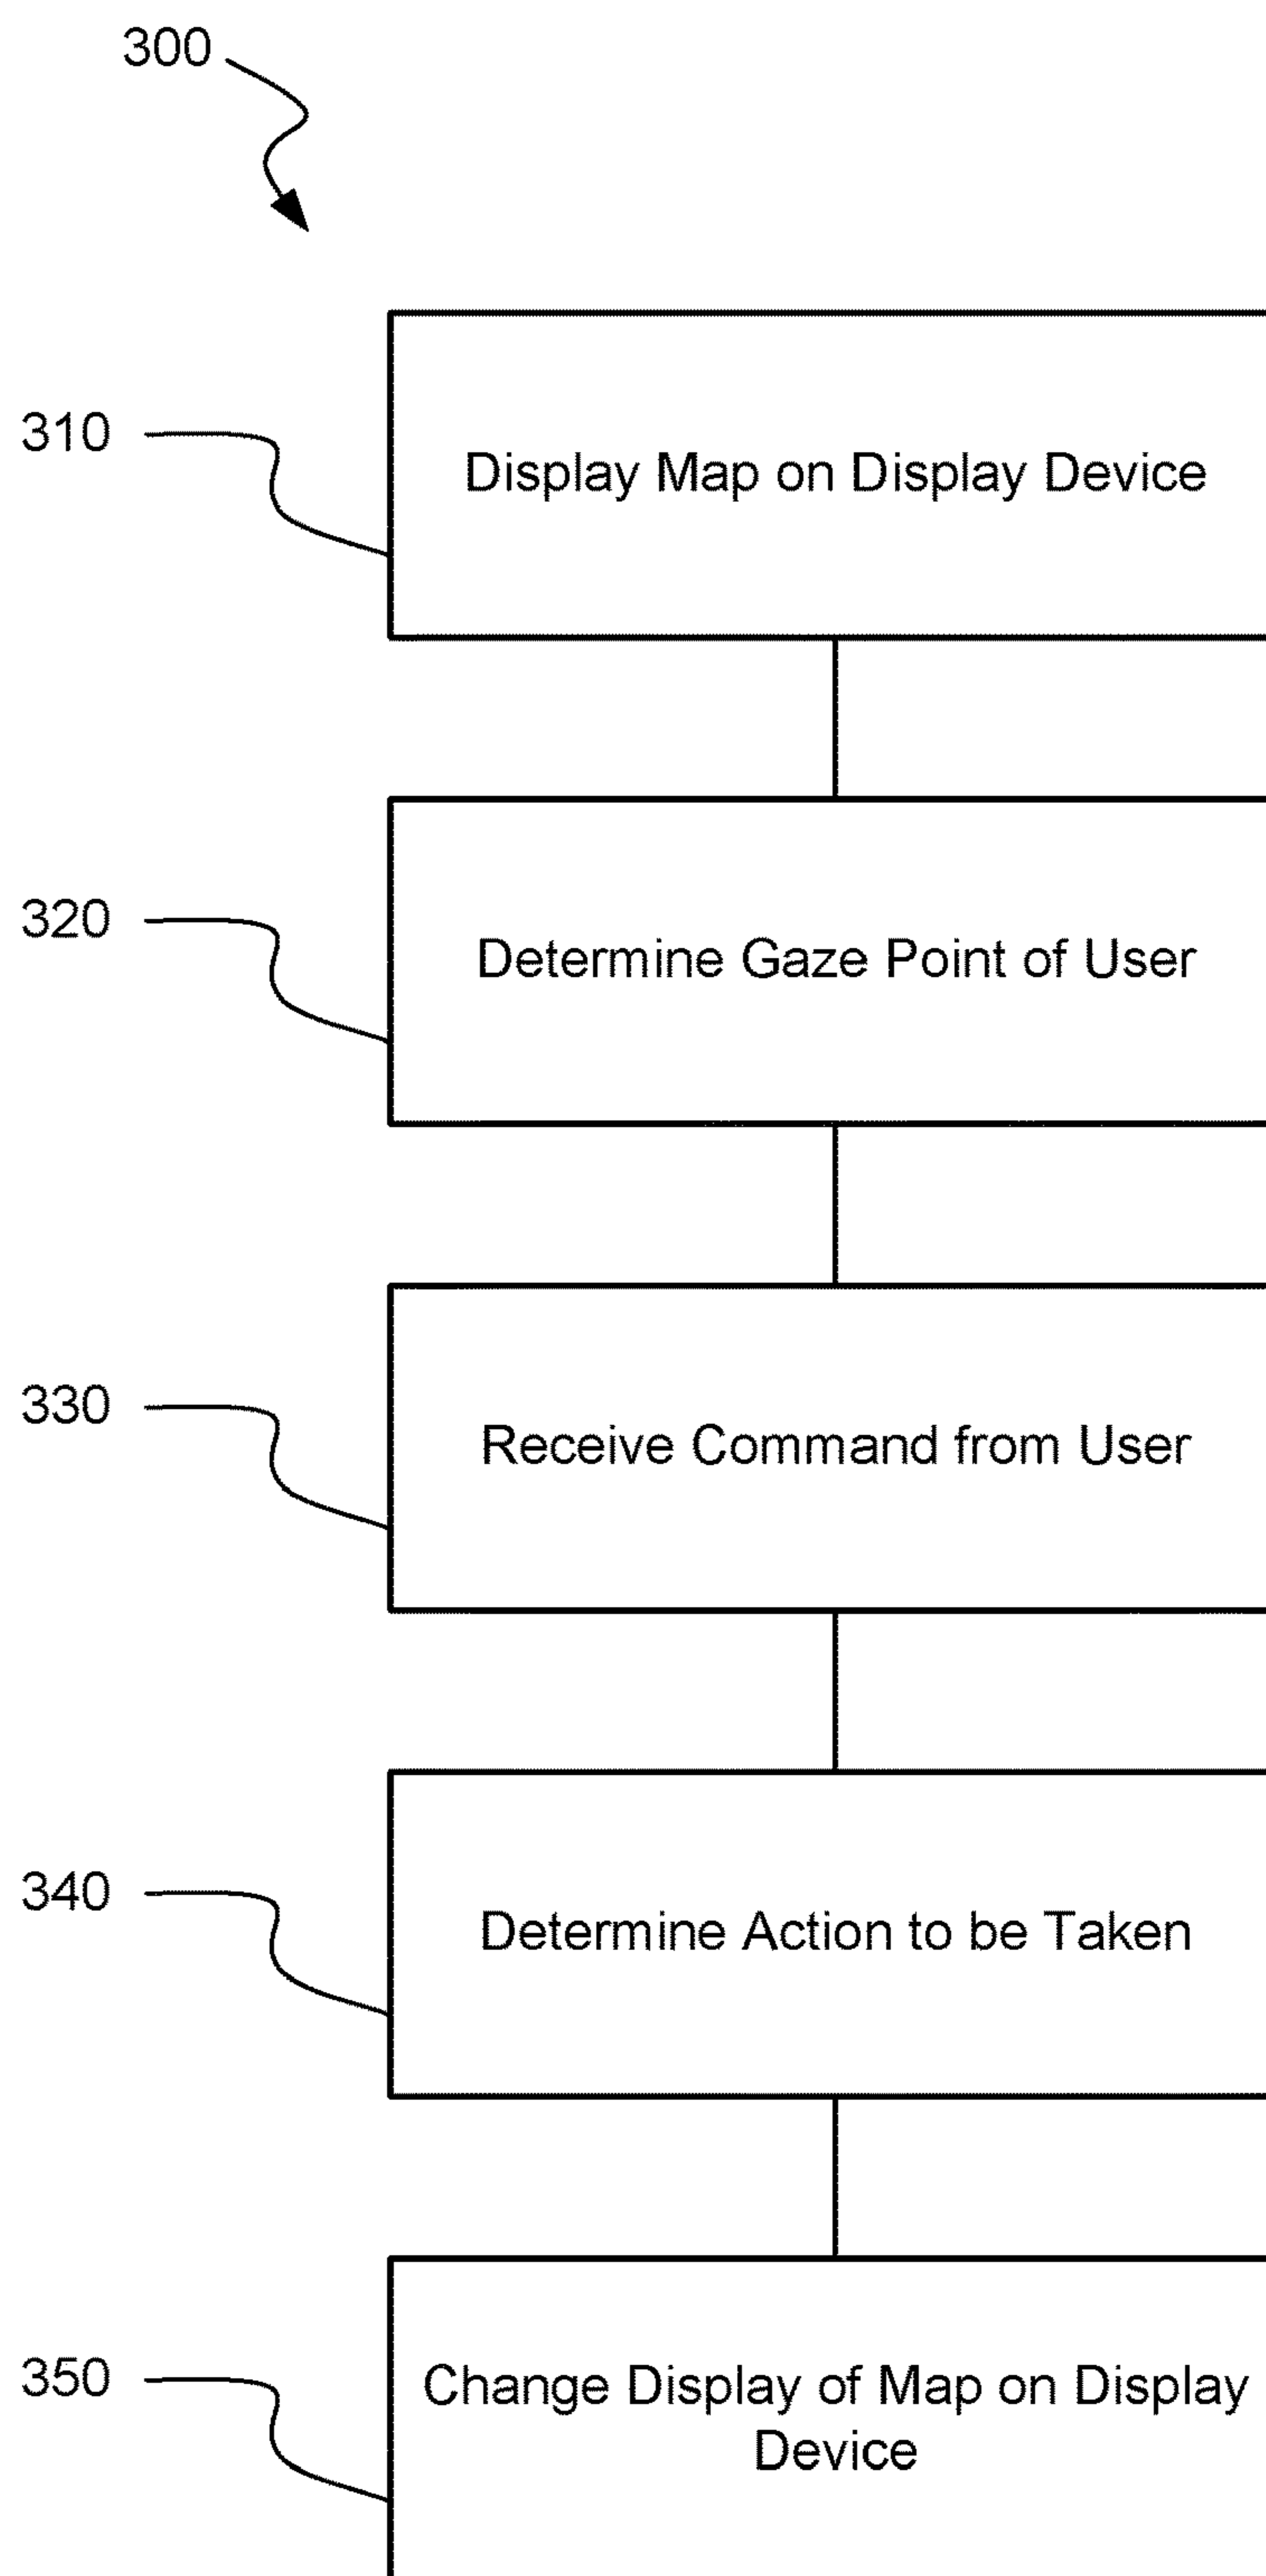 300
310
Display Map on Display Device
320
Determine Gaze Point of User
330
Receive Command from User
340
Determine Action to be Taken
350
Change Display of Map on Display
Device